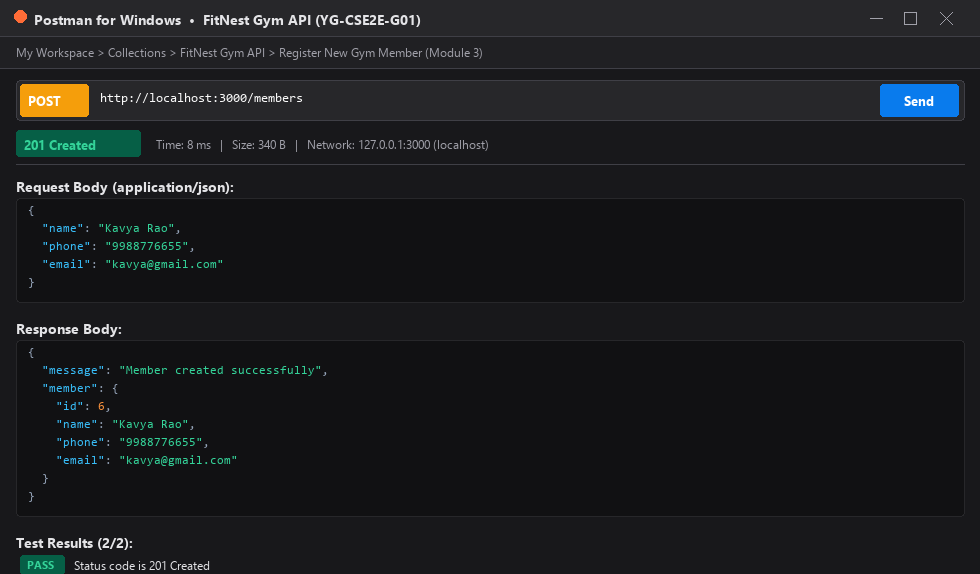 Postman for Windows • FitNest Gym API (YG-CSE2E-G01)
My Workspace > Collections > FitNest Gym API > Register New Gym Member (Module 3)
POST http://localhost:3000/members Send
201 Created Time: 8 ms | Size: 340 B | Network: 127.0.0.1:3000 (localhost)
Request Body (application/json):
{
  "name": "Kavya Rao",
  "phone": "9988776655",
  "email": "kavya@gmail.com"
}
Response Body:
{
  "message": "Member created successfully",
  "member": {
    "id": 6,
    "name": "Kavya Rao",
    "phone": "9988776655",
    "email": "kavya@gmail.com"
  }
}
Test Results (2/2):
PASS Status code is 201 Created